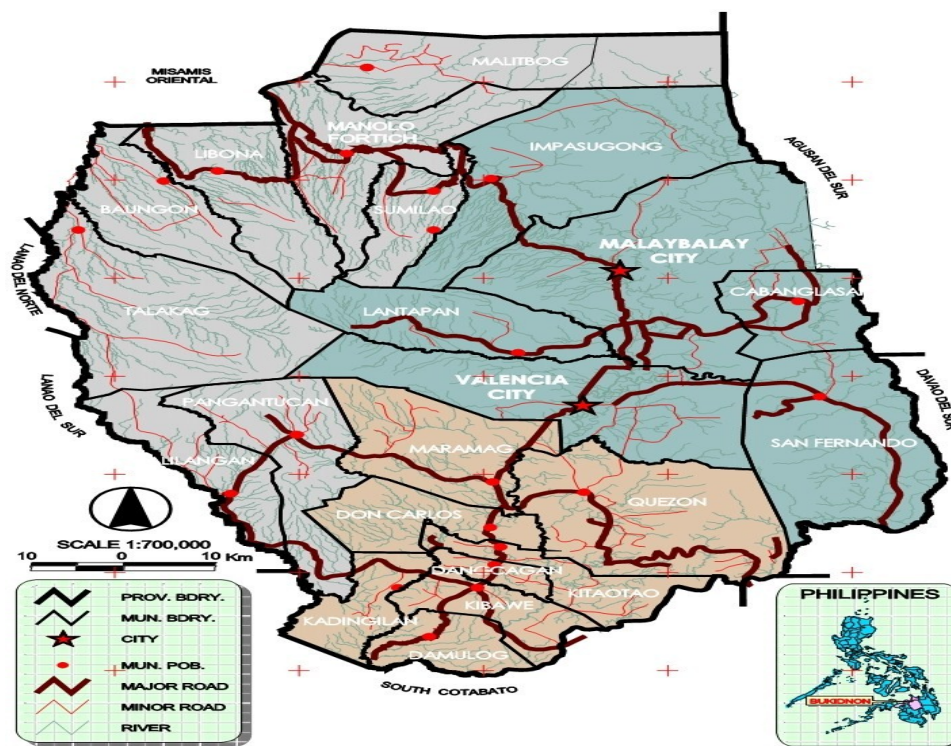 MALITBOG
MISAMIS
ORIENTAL
MANOLO
FORTICH
LIBONA
IMPASUGONG
AGUSAN DEL SUR
BAUNGON
SUMILAO
MALAYBALAY
CITY
LANAO DEL NORTE
CABANGLASAN
TALAKAG
LANTAPAN
VALENCIA
CITY
LANAO DEL SUR
PANGANTUCAN
DAVAO DEL SUR
MARAMAG
SAN FERNANDO
LILANGAN
QUEZON
DON CARLOS
SCALE 1:700,000
10 0 10 Km
DANGCAGAN
KITAOTAO
KIBAWE
KADINGILAN
DAMULOG
SOUTH COTABATO
PROV. BDRY.
MUN. BDRY.
CITY
MUN. POB.
MAJOR ROAD
MINOR ROAD
RIVER
PHILIPPINES
BUKIDNON